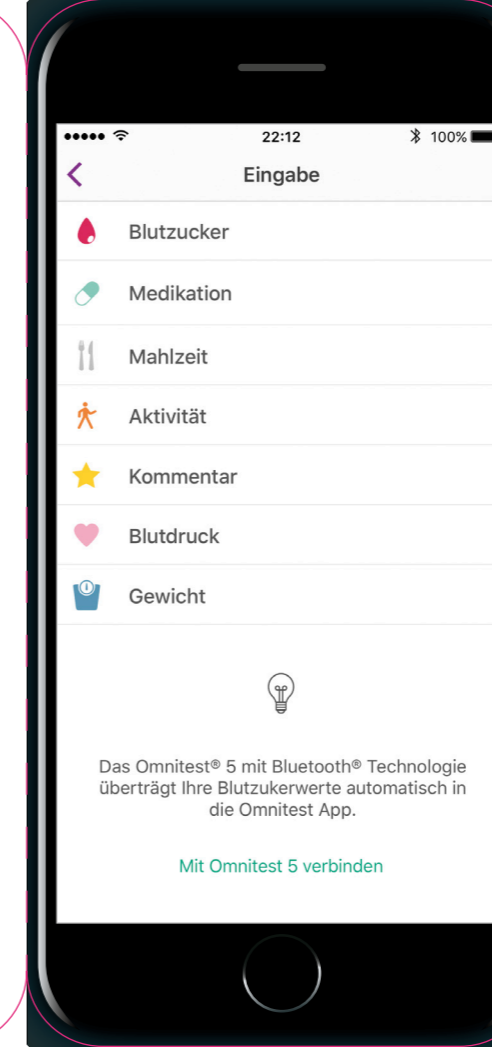 22:12 100%
Eingabe
Blutzucker
Medikation
Mahlzeit
Aktivität
Kommentar
Blutdruck
Gewicht
Das Omnitest® 5 mit Bluetooth® Technologie
überträgt Ihre Blutzukerwerte automatisch in
die Omnitest App.
Mit Omnitest 5 verbinden